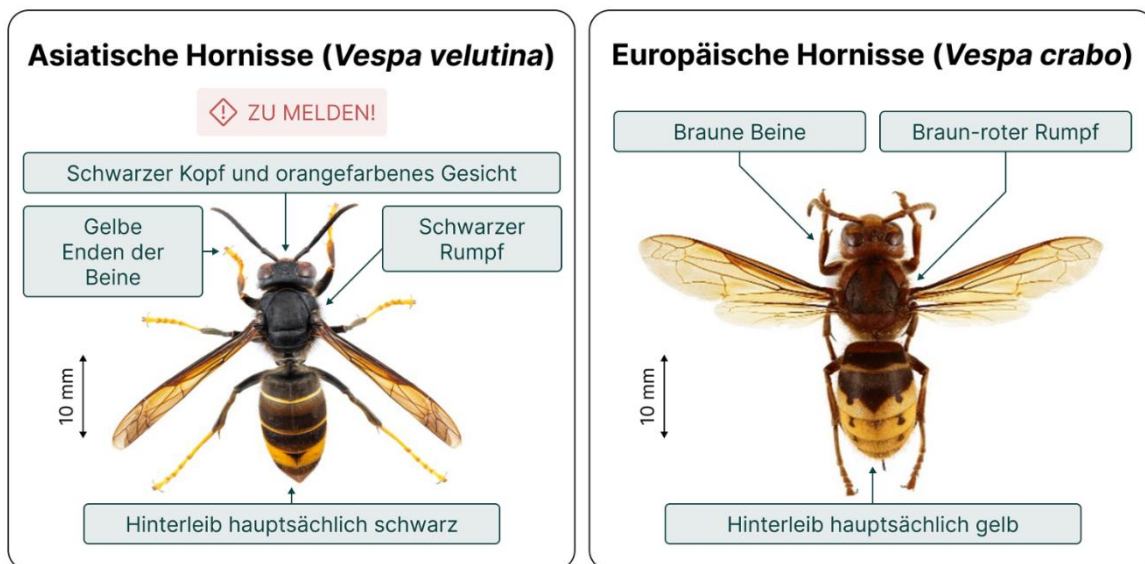 Asiatische Hornisse (Vespa velutina)
ZU MELDEN!
Schwarzer Kopf und orangefarbenes Gesicht
Gelbe
Enden der
Beine
Schwarzer
Rumpf
10 mm
Hinterleib hauptsächlich schwarz
Europäische Hornisse (Vespa crabo)
Braune Beine
Braun-roter Rumpf
10 mm
Hinterleib hauptsächlich gelb